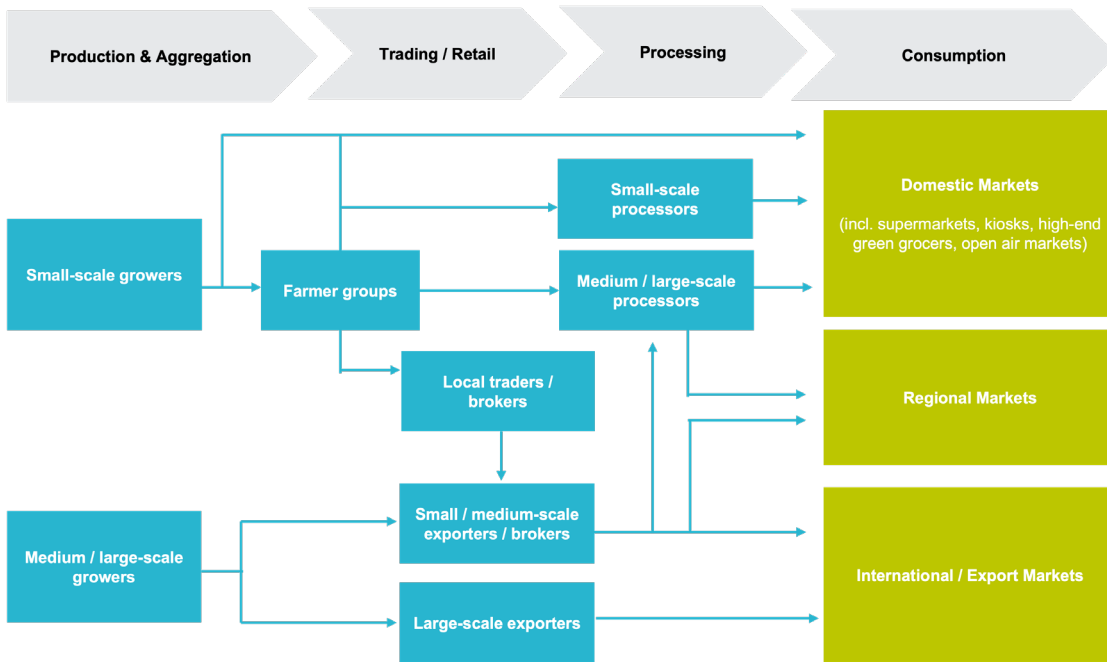 Production & Aggregation
Trading / Retail
Processing
Consumption
Small-scale growers
Farmer groups
Small-scale
processors
Medium / large-scale
processors
Domestic Markets
(incl. supermarkets, kiosks, high-end
green grocers, open air markets)
Local traders /
brokers
Regional Markets
Medium / large-scale
growers
Small / medium-scale
exporters / brokers
Large-scale exporters
International / Export Markets